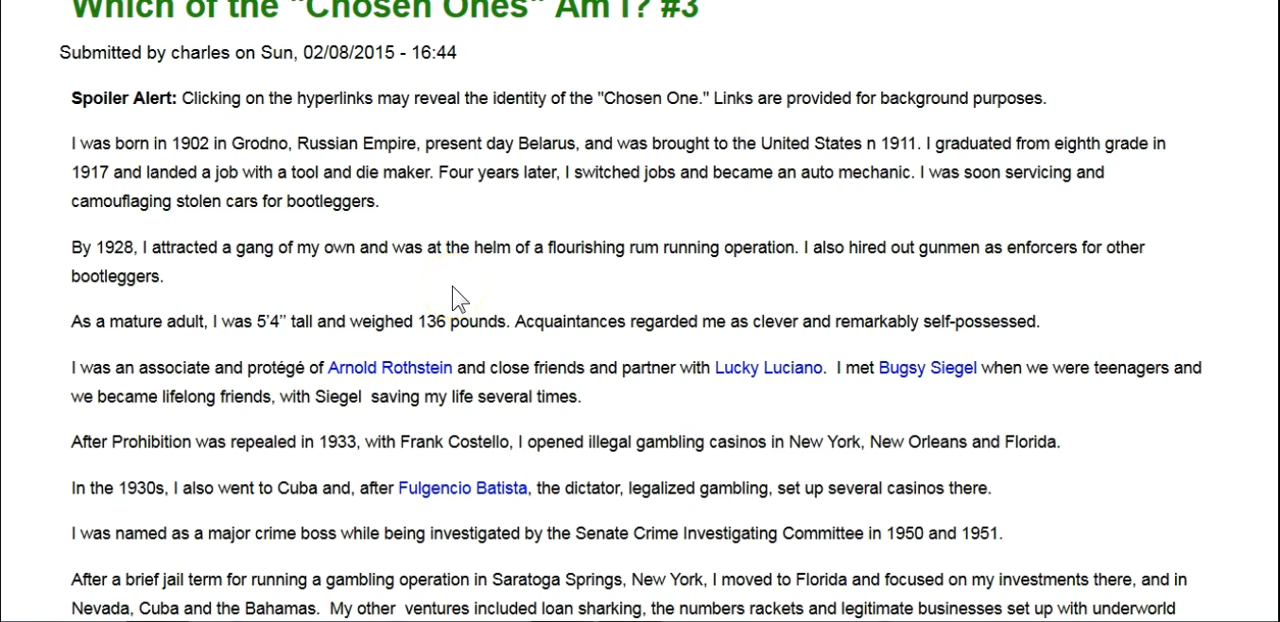 Which of the "Chosen Ones" Am I? #3
Submitted by charles on Sun, 02/08/2015 - 16:44
Spoiler Alert: Clicking on the hyperlinks may reveal the identity of the "Chosen One." Links are provided for background purposes.
I was born in 1902 in Grodno, Russian Empire, present day Belarus, and was brought to the United States n 1911. I graduated from eighth grade in
1917 and landed a job with a tool and die maker. Four years later, I switched jobs and became an auto mechanic. I was soon servicing and
camouflaging stolen cars for bootleggers.
By 1928, I attracted a gang of my own and was at the helm of a flourishing rum running operation. I also hired out gunmen as enforcers for other
bootleggers.
As a mature adult, I was 5'4” tall and weighed 136 pounds. Acquaintances regarded me as clever and remarkably self-possessed.
I was an associate and protégé of Arnold Rothstein and close friends and partner with Lucky Luciano.  I met Bugsy Siegel when we were teenagers and
we became lifelong friends, with Siegel  saving my life several times.
After Prohibition was repealed in 1933, with Frank Costello, I opened illegal gambling casinos in New York, New Orleans and Florida.
In the 1930s, I also went to Cuba and, after Fulgencio Batista, the dictator, legalized gambling, set up several casinos there.
I was named as a major crime boss while being investigated by the Senate Crime Investigating Committee in 1950 and 1951.
After a brief jail term for running a gambling operation in Saratoga Springs, New York, I moved to Florida and focused on my investments there, and in
Nevada, Cuba and the Bahamas.  My other  ventures included loan sharking, the numbers rackets and legitimate businesses set up with underworld